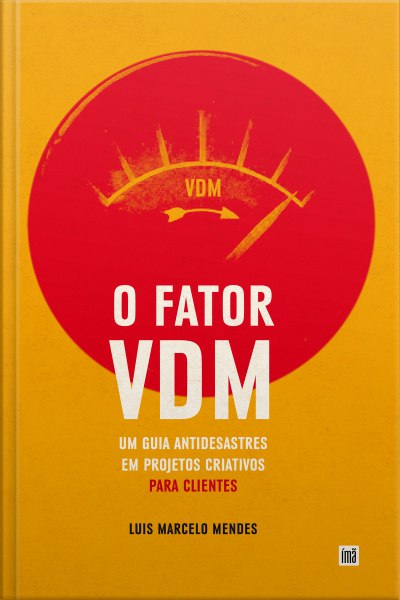 VDM
O FATOR
VDM
UM GUIA ANTIDESASTRES
EM PROJETOS CRIATIVOS
PARA CLIENTES
LUIS MARCELO MENDES
ímã